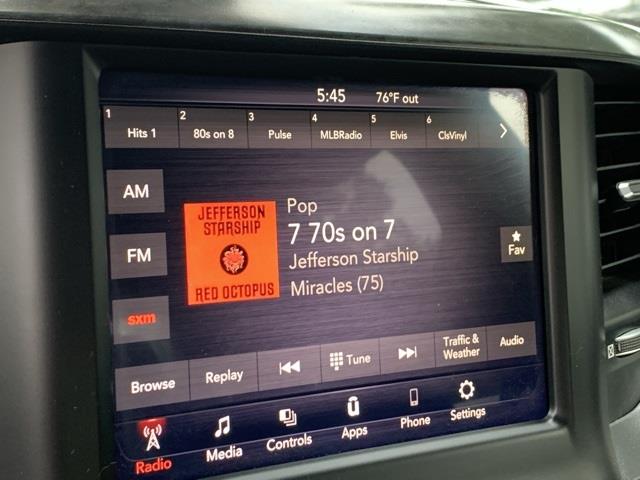 5:45 76°F out
1 Hits 1 2 80s on 8 3 Pulse 4 MLBRadio 5 Elvis 6 ClsVinyl
AM
FM
sxm
JEFFERSON
STARSHIP
RED OCTOPUS
Pop
7 70s on 7
Jefferson Starship
Miracles (75)
Fav
Browse Replay Tune Traffic & Weather Audio
Radio Media Controls Apps Phone Settings